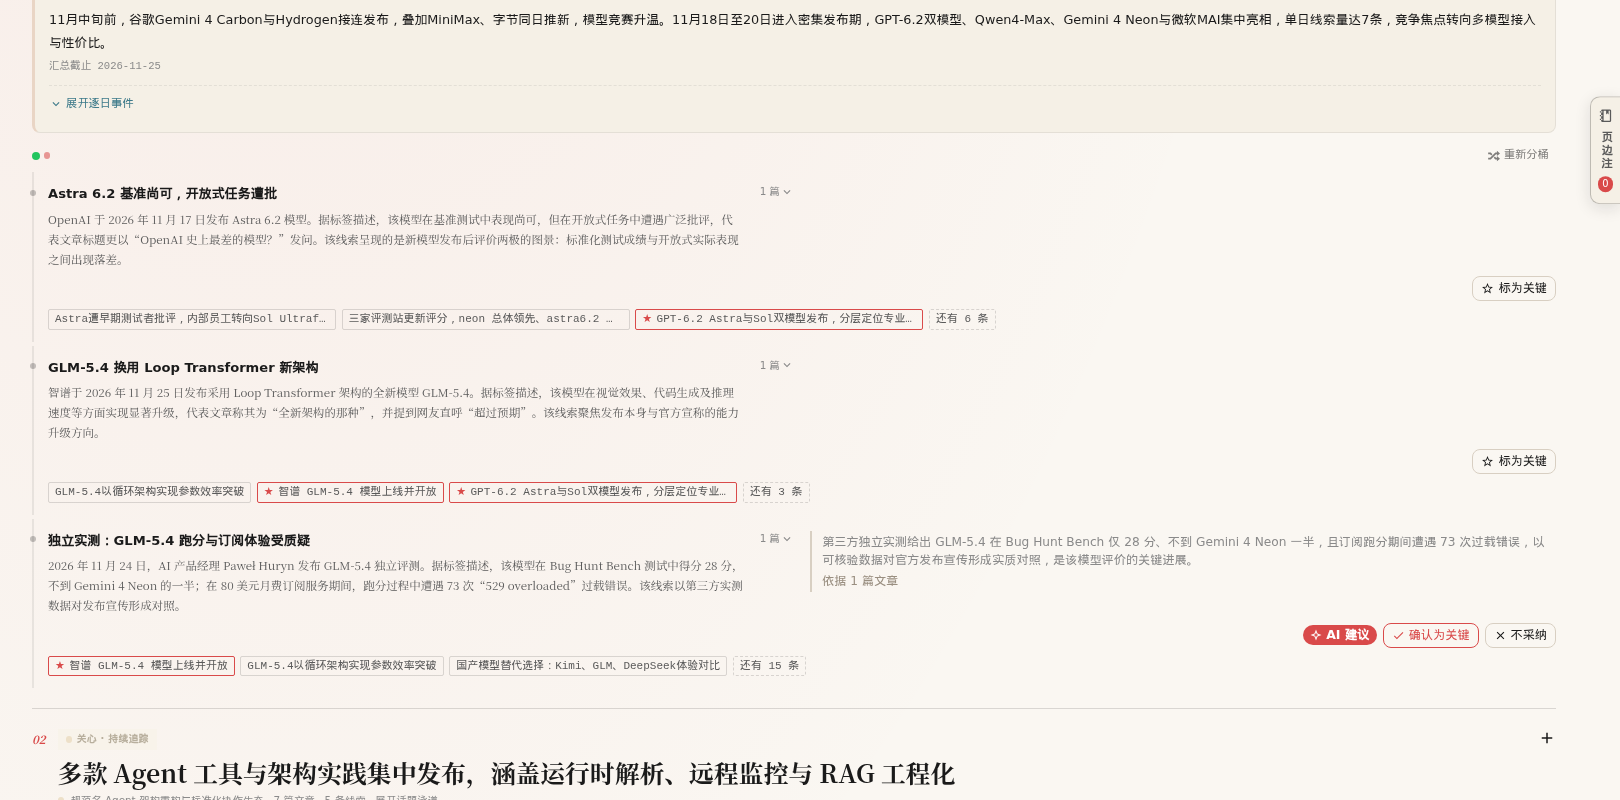 11月中旬前，谷歌Gemini 4 Carbon与Hydrogen接连发布，叠加MiniMax、字节同日推新，模型竞赛升温。11月18日至20日进入密集发布期，GPT-6.2双模型、Qwen4-Max、Gemini 4 Neon与微软MAI集中亮相，单日线索量达7条，竞争焦点转向多模型接入
与性价比。
汇总截止 2026-11-25
展开逐日事件
重新分桶
页边注
0
Astra 6.2 基准尚可，开放式任务遭批
1 篇
OpenAI 于 2026 年 11 月 17 日发布 Astra 6.2 模型。据标签描述，该模型在基准测试中表现尚可，但在开放式任务中遭遇广泛批评，代
表文章标题更以“OpenAI 史上最差的模型？”发问。该线索呈现的是新模型发布后评价两极的图景：标准化测试成绩与开放式实际表现
之间出现落差。
标为关键
Astra遭早期测试者批评，内部员工转向Sol Ultraf…
三家评测站更新评分，neon 总体领先、astra6.2 …
★ GPT-6.2 Astra与Sol双模型发布，分层定位专业…
还有 6 条
GLM-5.4 换用 Loop Transformer 新架构
1 篇
智谱于 2026 年 11 月 25 日发布采用 Loop Transformer 架构的全新模型 GLM-5.4。据标签描述，该模型在视觉效果、代码生成及推理
速度等方面实现显著升级，代表文章称其为“全新架构的那种”，并提到网友直呼“超过预期”。该线索聚焦发布本身与官方宣称的能力
升级方向。
标为关键
GLM-5.4以循环架构实现参数效率突破
★ 智谱 GLM-5.4 模型上线并开放
★ GPT-6.2 Astra与Sol双模型发布，分层定位专业…
还有 3 条
独立实测：GLM-5.4 跑分与订阅体验受质疑
1 篇
2026 年 11 月 24 日，AI 产品经理 Paweł Huryn 发布 GLM-5.4 独立评测。据标签描述，该模型在 Bug Hunt Bench 测试中得分 28 分，
不到 Gemini 4 Neon 的一半；在 80 美元月费订阅服务期间，跑分过程中遭遇 73 次“529 overloaded”过载错误。该线索以第三方实测
数据对发布宣传形成对照。
第三方独立实测给出 GLM-5.4 在 Bug Hunt Bench 仅 28 分、不到 Gemini 4 Neon 一半，且订阅跑分期间遭遇 73 次过载错误，以
可核验数据对官方发布宣传形成实质对照，是该模型评价的关键进展。
依据 1 篇文章
AI 建议
确认为关键
不采纳
★ 智谱 GLM-5.4 模型上线并开放
GLM-5.4以循环架构实现参数效率突破
国产模型替代选择：Kimi、GLM、DeepSeek体验对比
还有 15 条
02
关心 · 持续追踪
多款 Agent 工具与架构实践集中发布，涵盖运行时解析、远程监控与 RAG 工程化